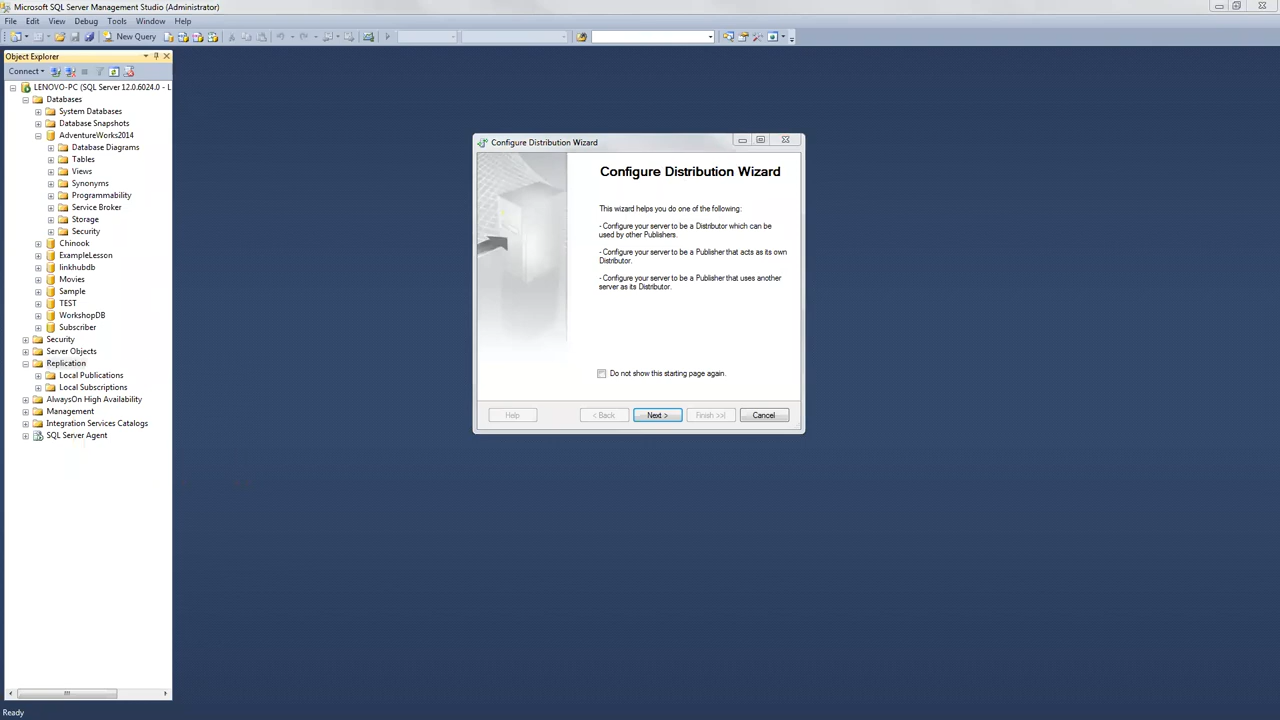 Microsoft SQL Server Management Studio (Administrator)
File Edit View Debug Tools Window Help
New Query
Object Explorer
Connect
LENOVO-PC (SQL Server 12.0.6024.0 - L
Databases
System Databases
Database Snapshots
AdventureWorks2014
Database Diagrams
Tables
Views
Synonyms
Programmability
Service Broker
Storage
Security
Chinook
ExampleLesson
linkhubdb
Movies
Sample
TEST
WorkshopDB
Subscriber
Security
Server Objects
Replication
Local Publications
Local Subscriptions
AlwaysOn High Availability
Management
Integration Services Catalogs
SQL Server Agent
Configure Distribution Wizard
Configure Distribution Wizard
This wizard helps you do one of the following:
- Configure your server to be a Distributor which can be
used by other Publishers.
- Configure your server to be a Publisher that acts as its own
Distributor.
- Configure your server to be a Publisher that uses another
server as its Distributor.
Do not show this starting page again.
Help < Back Next > Finish >>| Cancel
Ready